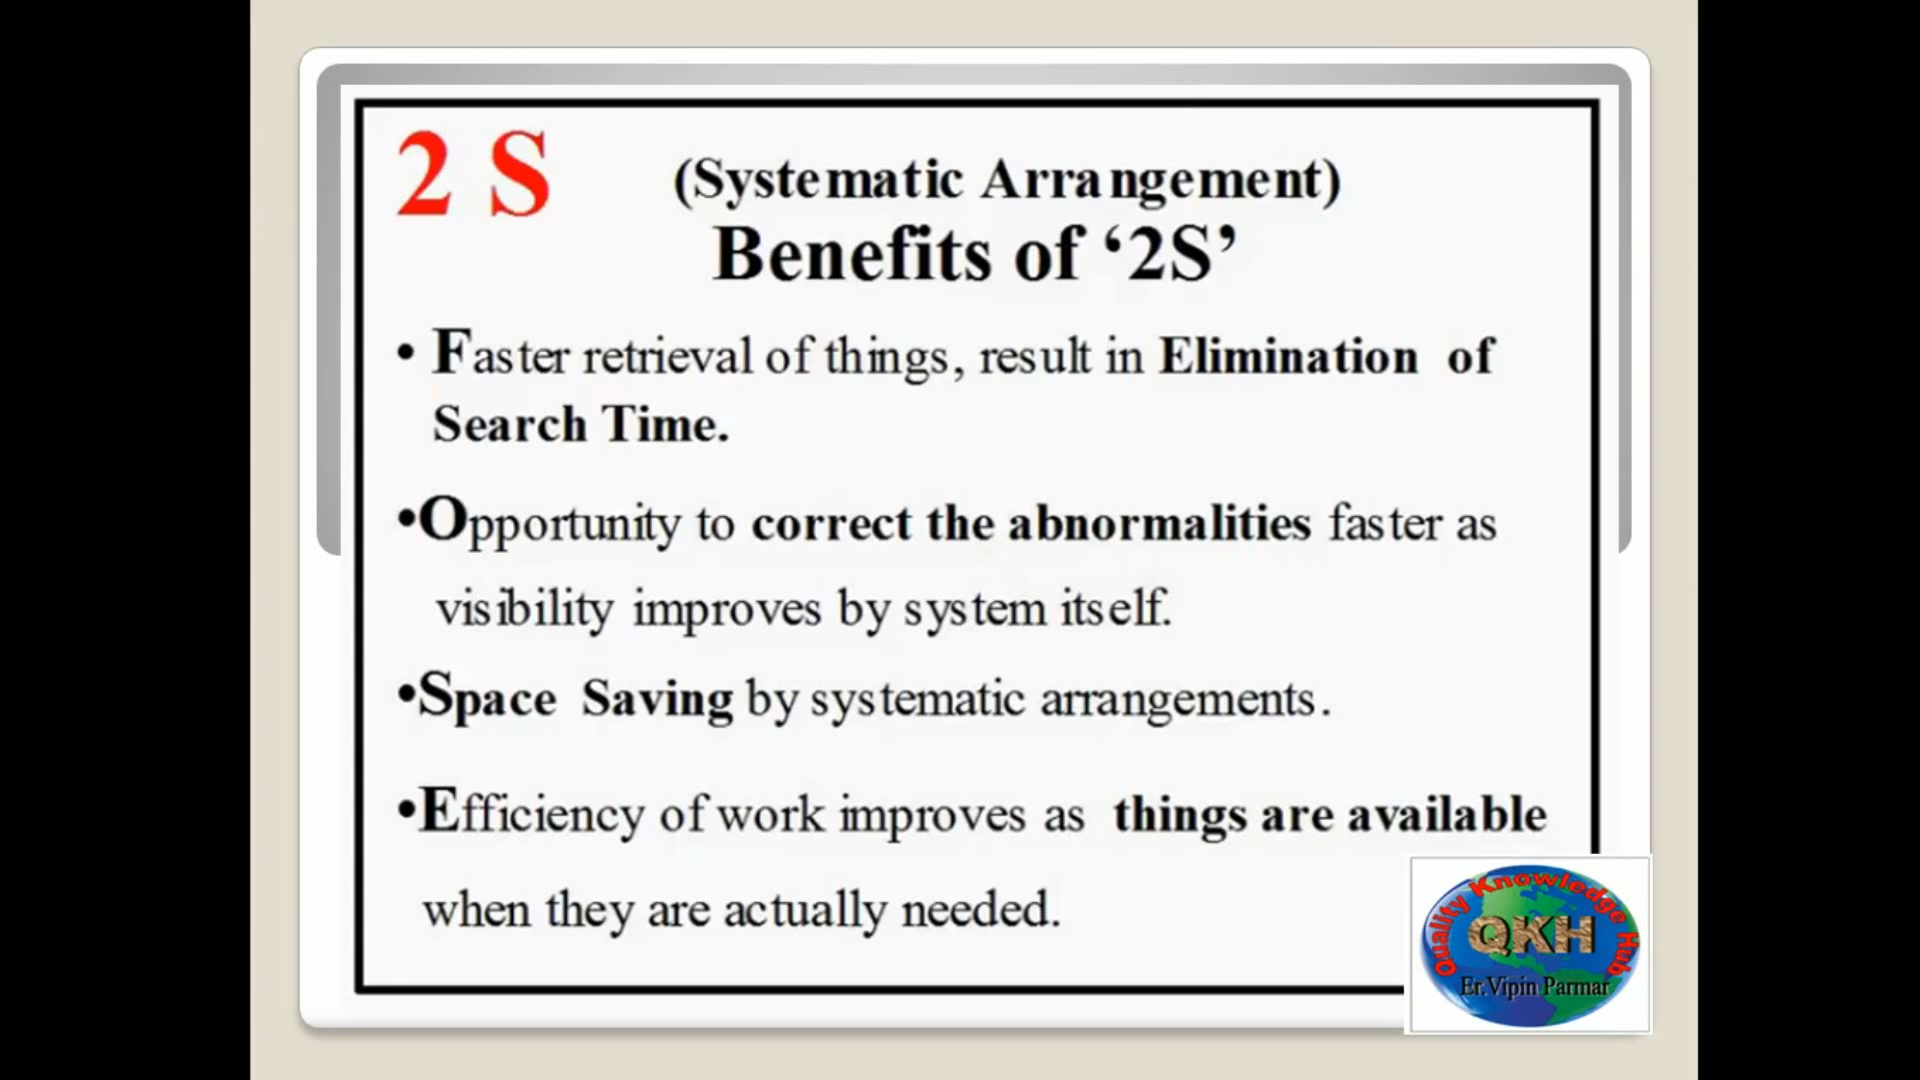 2 S
(Systematic Arrangement)
Benefits of ‘2S’
• Faster retrieval of things, result in Elimination of
Search Time.
•Opportunity to correct the abnormalities faster as
visibility improves by system itself.
•Space Saving by systematic arrangements.
•Efficiency of work improves as things are available
when they are actually needed.
Quality Knowledge Hub
QKH
Er.Vipin Parmar